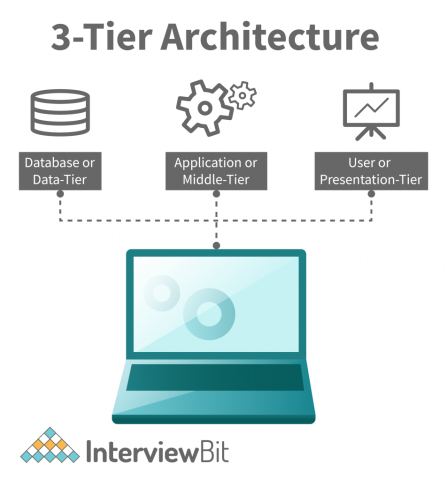 3-Tier Architecture
Database or
Data-Tier
Application or
Middle-Tier
User or
Presentation-Tier
InterviewBit